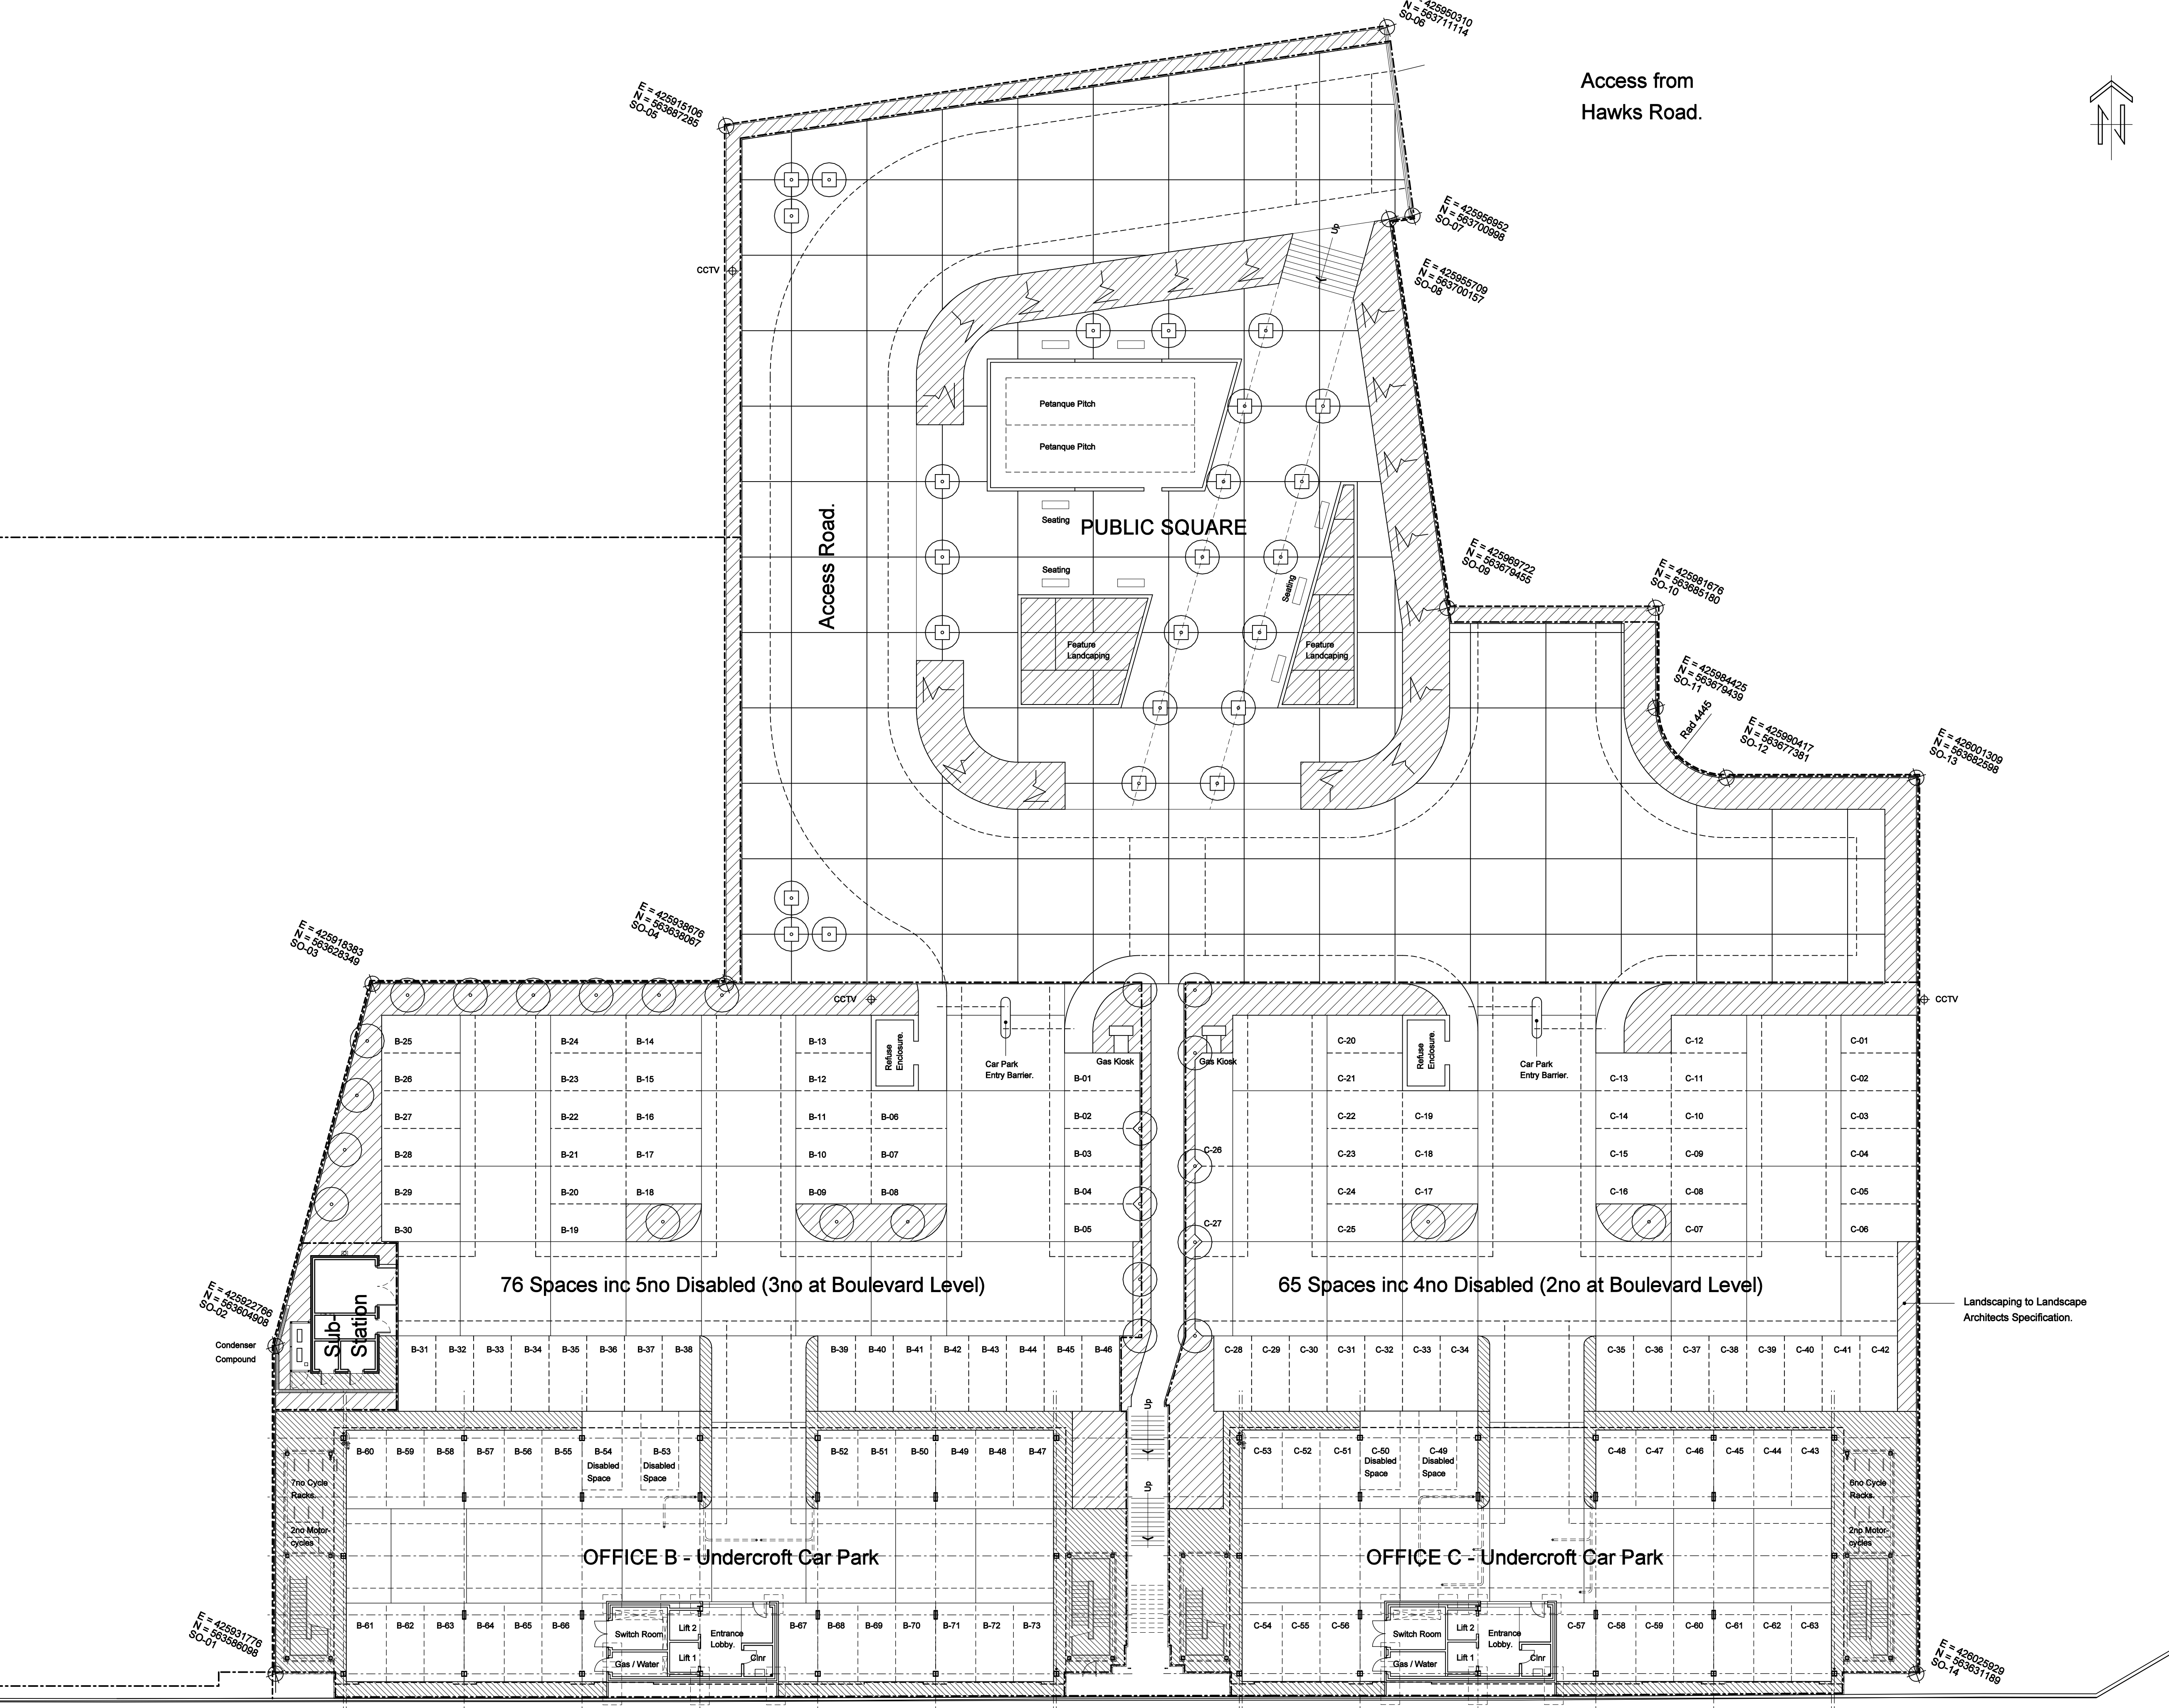 E = 425950310
N = 563711114
S0-06
Access from
Hawks Road.
N
E = 425915106
N = 563687285
SO-05
E = 425956952
N = 563700998
SO-07
Up
CCTV
E = 425955709
N = 563700157
SO-08
Petanque Pitch
Petanque Pitch
Seating
PUBLIC SQUARE
Access Road.
Seating
Seating
E = 425969722
N = 563679455
SO-09
E = 425981676
N = 563685180
SO-10
Feature
Landcaping
Feature
Landcaping
E = 425984425
N = 563679439
SO-11
Rad 4445
E = 425990417
N = 563677381
SO-12
E = 426001309
N = 563682598
SO-13
E = 425938676
N = 563638067
SO-04
E = 425918383
N = 563628349
SO-03
CCTV
CCTV
B-25 B-24 B-14 B-13
Refuse
Enclosure.
Car Park
Entry Barrier.
Gas Kiosk
Gas Kiosk
C-20
Refuse
Enclosure.
Car Park
Entry Barrier.
C-12 C-01
B-26 B-23 B-15 B-12 B-01 C-21 C-13 C-11 C-02
B-27 B-22 B-16 B-11 B-06 B-02 C-22 C-19 C-14 C-10 C-03
B-28 B-21 B-17 B-10 B-07 B-03 C-26 C-23 C-18 C-15 C-09 C-04
B-29 B-20 B-18 B-09 B-08 B-04 C-24 C-17 C-16 C-08 C-05
B-30 B-19 B-05 C-27 C-25 C-07 C-06
76 Spaces inc 5no Disabled (3no at Boulevard Level)
65 Spaces inc 4no Disabled (2no at Boulevard Level)
E = 425922766
N = 563604908
SO-02
Sub-
Station
Condenser
Compound
Landscaping to Landscape
Architects Specification.
B-31 B-32 B-33 B-34 B-35 B-36 B-37 B-38 B-39 B-40 B-41 B-42 B-43 B-44 B-45 B-46
C-28 C-29 C-30 C-31 C-32 C-33 C-34 C-35 C-36 C-37 C-38 C-39 C-40 C-41 C-42
Up
Up
B-60 B-59 B-58 B-57 B-56 B-55 B-54 B-53 B-52 B-51 B-50 B-49 B-48 B-47
Disabled
Space
Disabled
Space
C-53 C-52 C-51 C-50 C-49 C-48 C-47 C-46 C-45 C-44 C-43
Disabled
Space
Disabled
Space
7no Cycle
Racks.
2no Motor-
cycles
6no Cycle
Racks.
2no Motor-
cycles
OFFICE B - Undercroft Car Park
OFFICE C - Undercroft Car Park
B-61 B-62 B-63 B-64 B-65 B-66
Switch Room
Gas / Water
Lift 2
Lift 1
Entrance
Lobby.
Clnr
B-67 B-68 B-69 B-70 B-71 B-72 B-73
C-54 C-55 C-56
Switch Room
Gas / Water
Lift 2
Lift 1
Entrance
Lobby.
Clnr
C-57 C-58 C-59 C-60 C-61 C-62 C-63
E = 425931776
N = 563586098
SO-01
E = 426025929
N = 563631189
SO-14